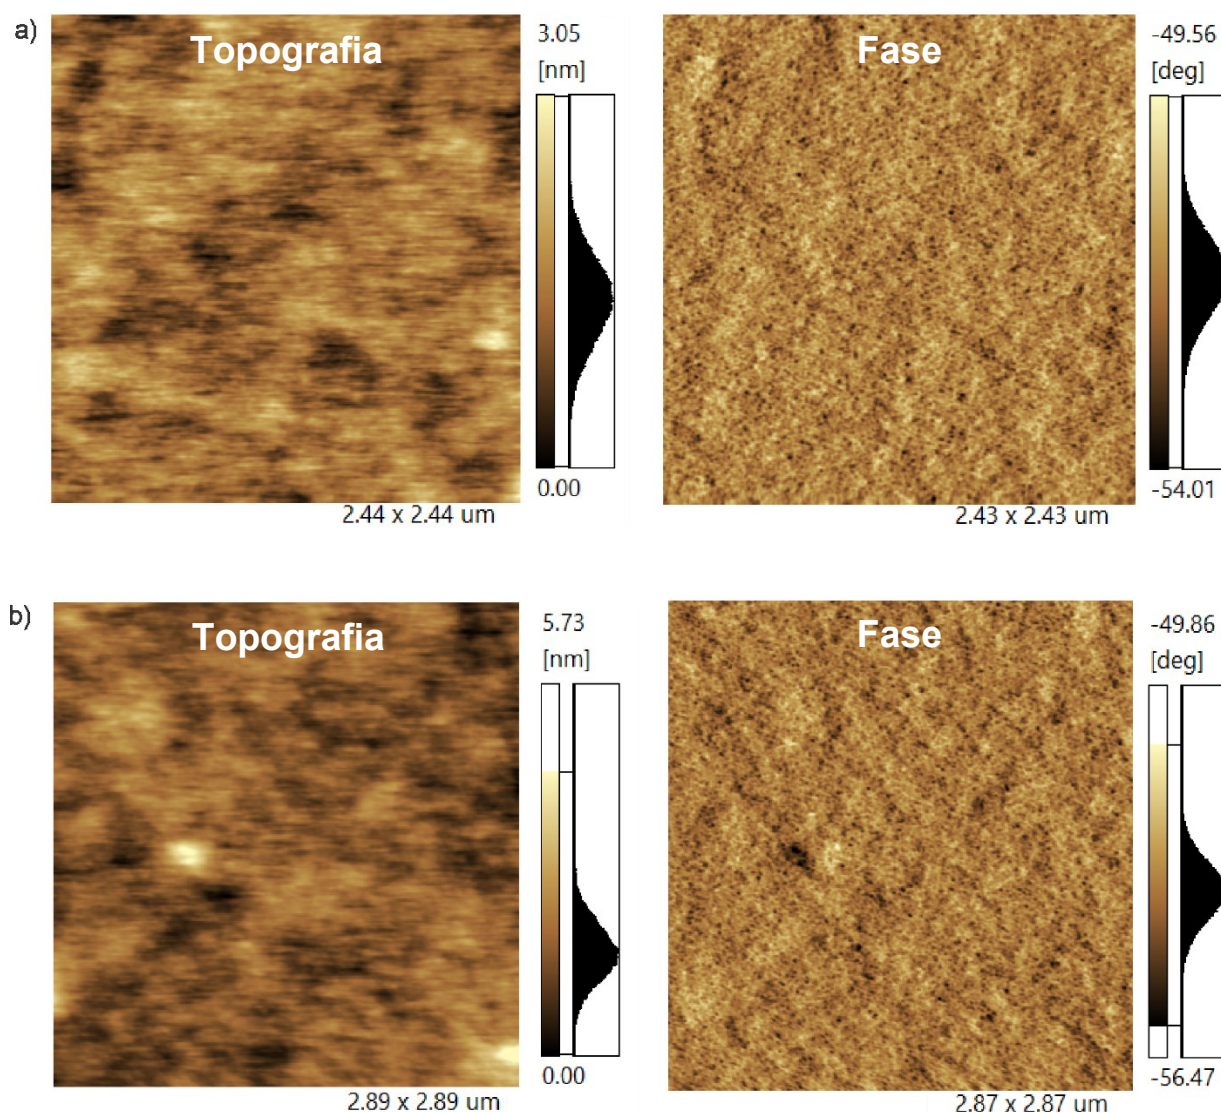 a)
Topografia
3.05
[nm]
0.00
2.44 x 2.44 um
Fase
-49.56
[deg]
-54.01
2.43 x 2.43 um
b)
Topografia
5.73
[nm]
0.00
2.89 x 2.89 um
Fase
-49.86
[deg]
-56.47
2.87 x 2.87 um